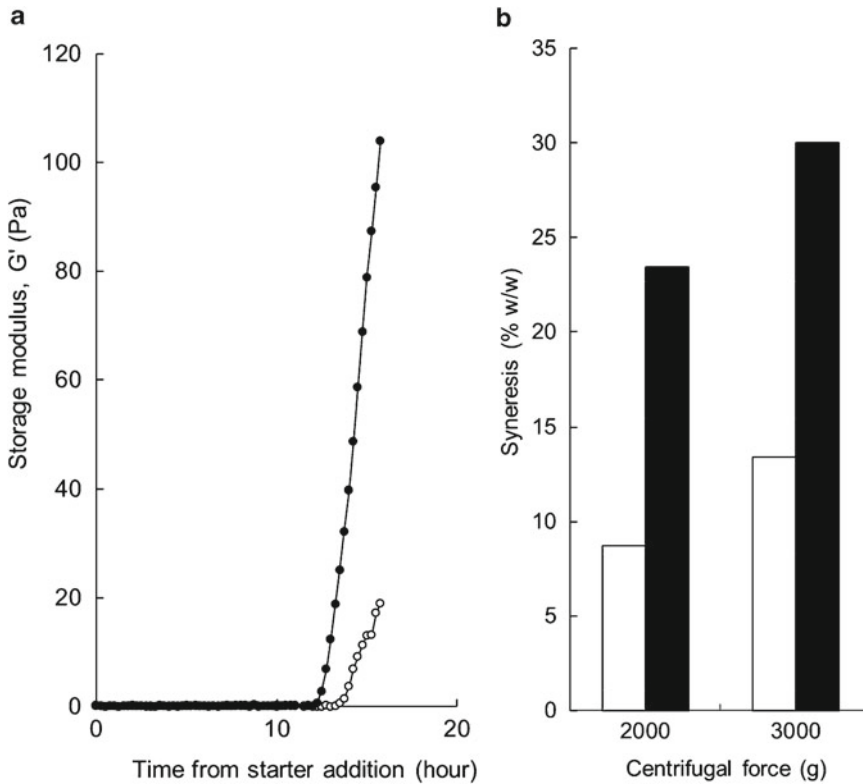 a
120
100
80
60
40
20
0
Storage modulus, G' (Pa)
0 10 20
Time from starter addition (hour)
b
35
30
25
20
15
10
5
0
Syneresis (% w/w)
2000 3000
Centrifugal force (g)